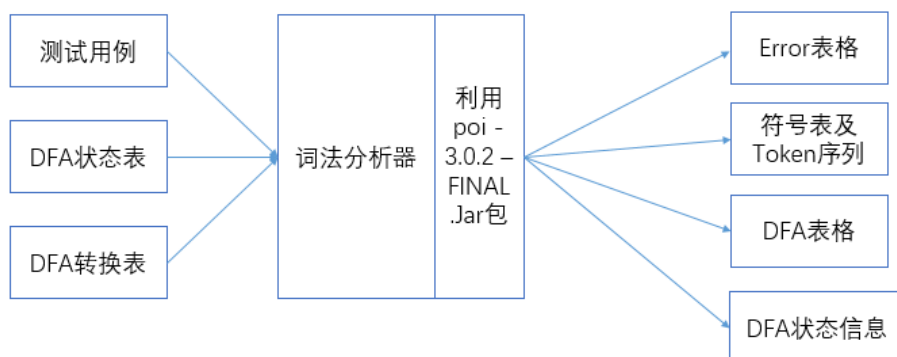 测试用例
DFA状态表
DFA转换表
词法分析器
利用
poi -
3.0.2 –
FINAL
.Jar包
Error表格
符号表及
Token序列
DFA表格
DFA状态信息